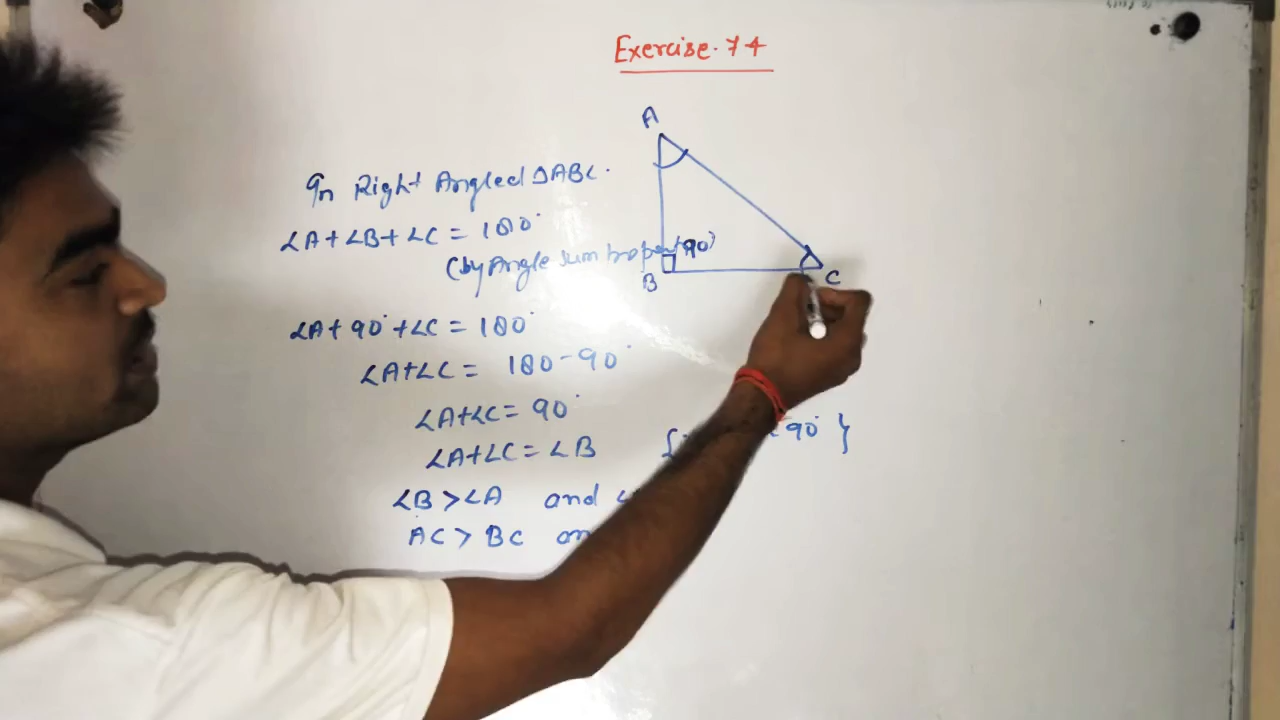 Exercise. 7 4
A
In Right Angled ΔABC.
∠A+∠B+∠C = 180°
(by Angle sum property)
90°
B
C
∠A+ 90° +∠C = 180°
∠A+∠C = 180-90°
∠A+∠C = 90°
∠A+∠C = ∠B { 90° }
∠B >∠A and ∠
AC > BC